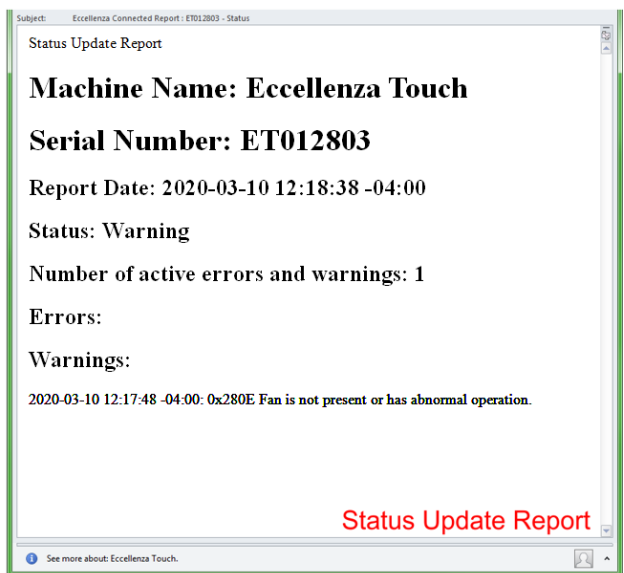 Subject: Eccellenza Connected Report : ET012803 - Status
Status Update Report
Machine Name: Eccellenza Touch
Serial Number: ET012803
Report Date: 2020-03-10 12:18:38 -04:00
Status: Warning
Number of active errors and warnings: 1
Errors:
Warnings:
2020-03-10 12:17:48 -04:00: 0x280E Fan is not present or has abnormal operation.
Status Update Report
See more about: Eccellenza Touch.